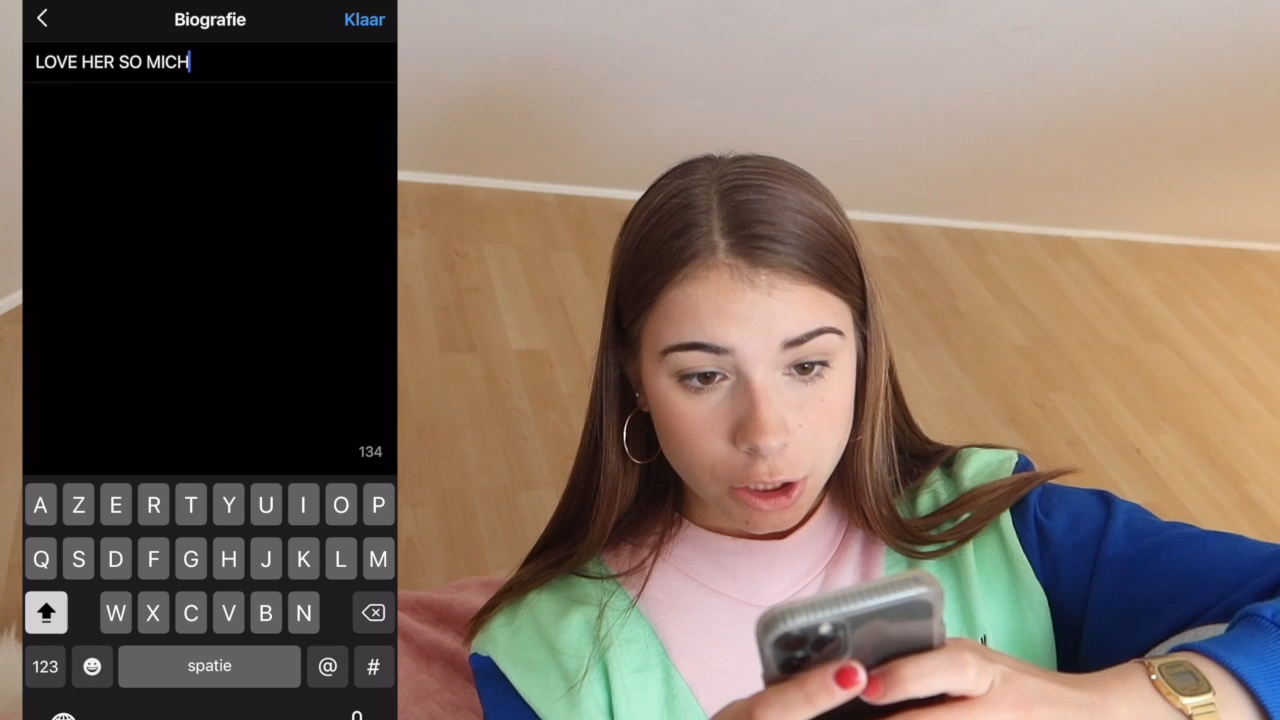 Biografie
Klaar
LOVE HER SO MICH
134
A Z E R T Y U I O P
Q S D F G H J K L M
W X C V B N
123 spatie @ #